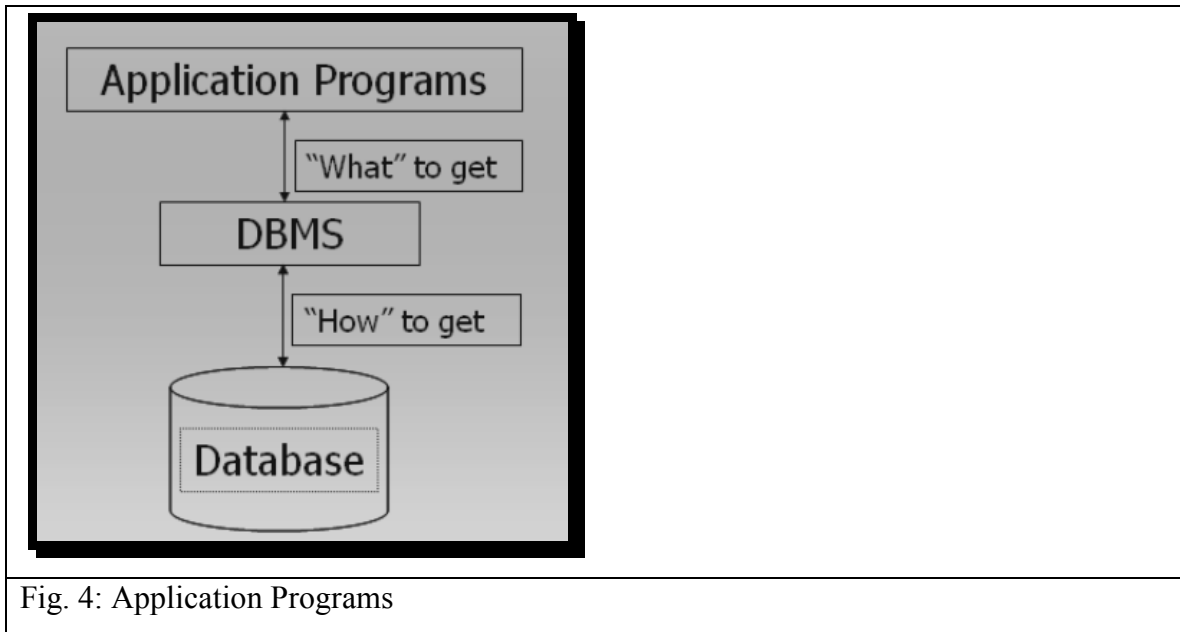 Application Programs
“What” to get
DBMS
“How” to get
Database
Fig. 4: Application Programs